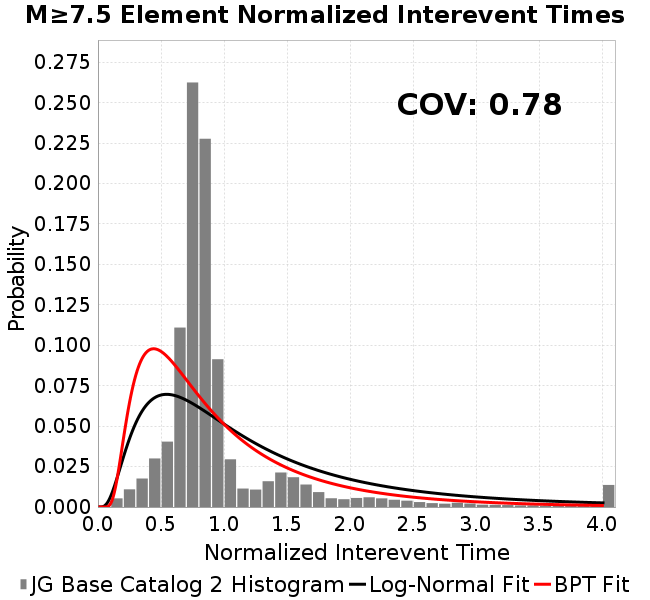 M≥7.5 Element Normalized Interevent Times
COV: 0.78
0.275
0.250
0.225
0.200
0.175
0.150
0.125
0.100
0.075
0.050
0.025
0.000
Probability
0.0 0.5 1.0 1.5 2.0 2.5 3.0 3.5 4.0
Normalized Interevent Time
JG Base Catalog 2 Histogram Log-Normal Fit BPT Fit